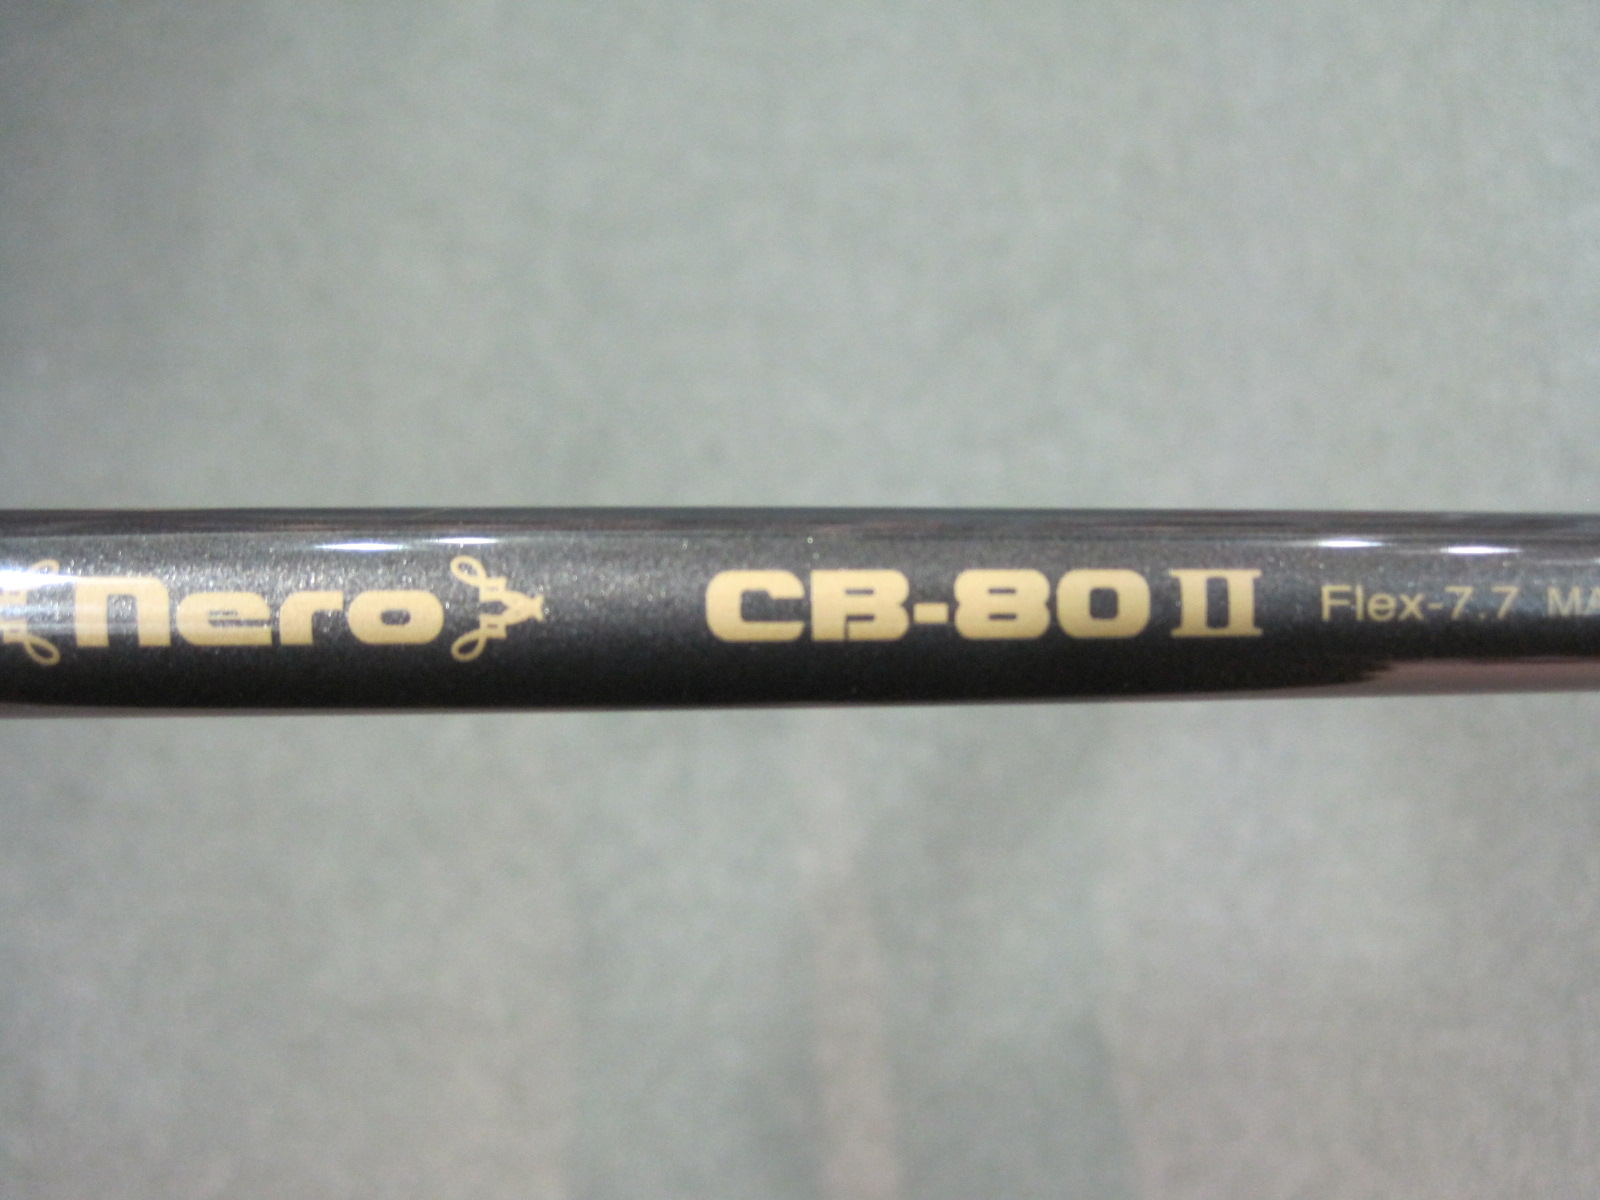 Nero CB-80 II Flex-7.7